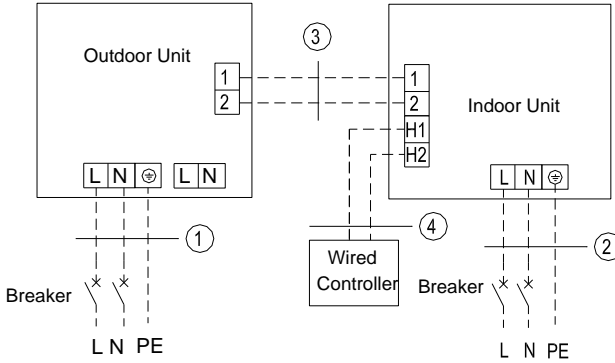 Outdoor Unit
3
1
2
1
2
H1
H2
Indoor Unit
L N ⏚ L N
L N ⏚
1
4
2
Wired
Controller
Breaker
Breaker
L N PE
L N PE